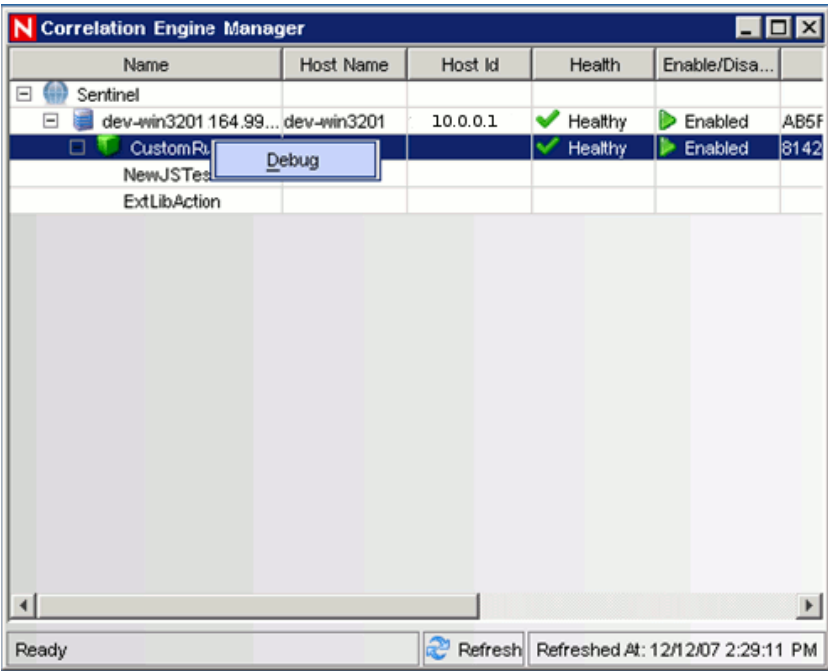 N Correlation Engine Manager
Name Host Name Host Id Health Enable/Disa...
Sentinel
dev-win3201 164.99... dev-win3201 10.0.0.1 Healthy Enabled AB5F
CustomRu Healthy Enabled 8142
Debug
NewJSTes
ExtLibAction
Ready Refresh Refreshed At: 12/12/07 2:29:11 PM